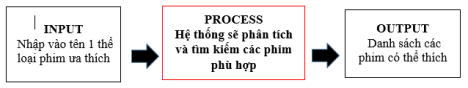 INPUT
Nhập vào tên 1 thể
loại phim ưa thích
PROCESS
Hệ thống sẽ phân tích
và tìm kiếm các phim
phù hợp
OUTPUT
Danh sách các
phim có thể thích